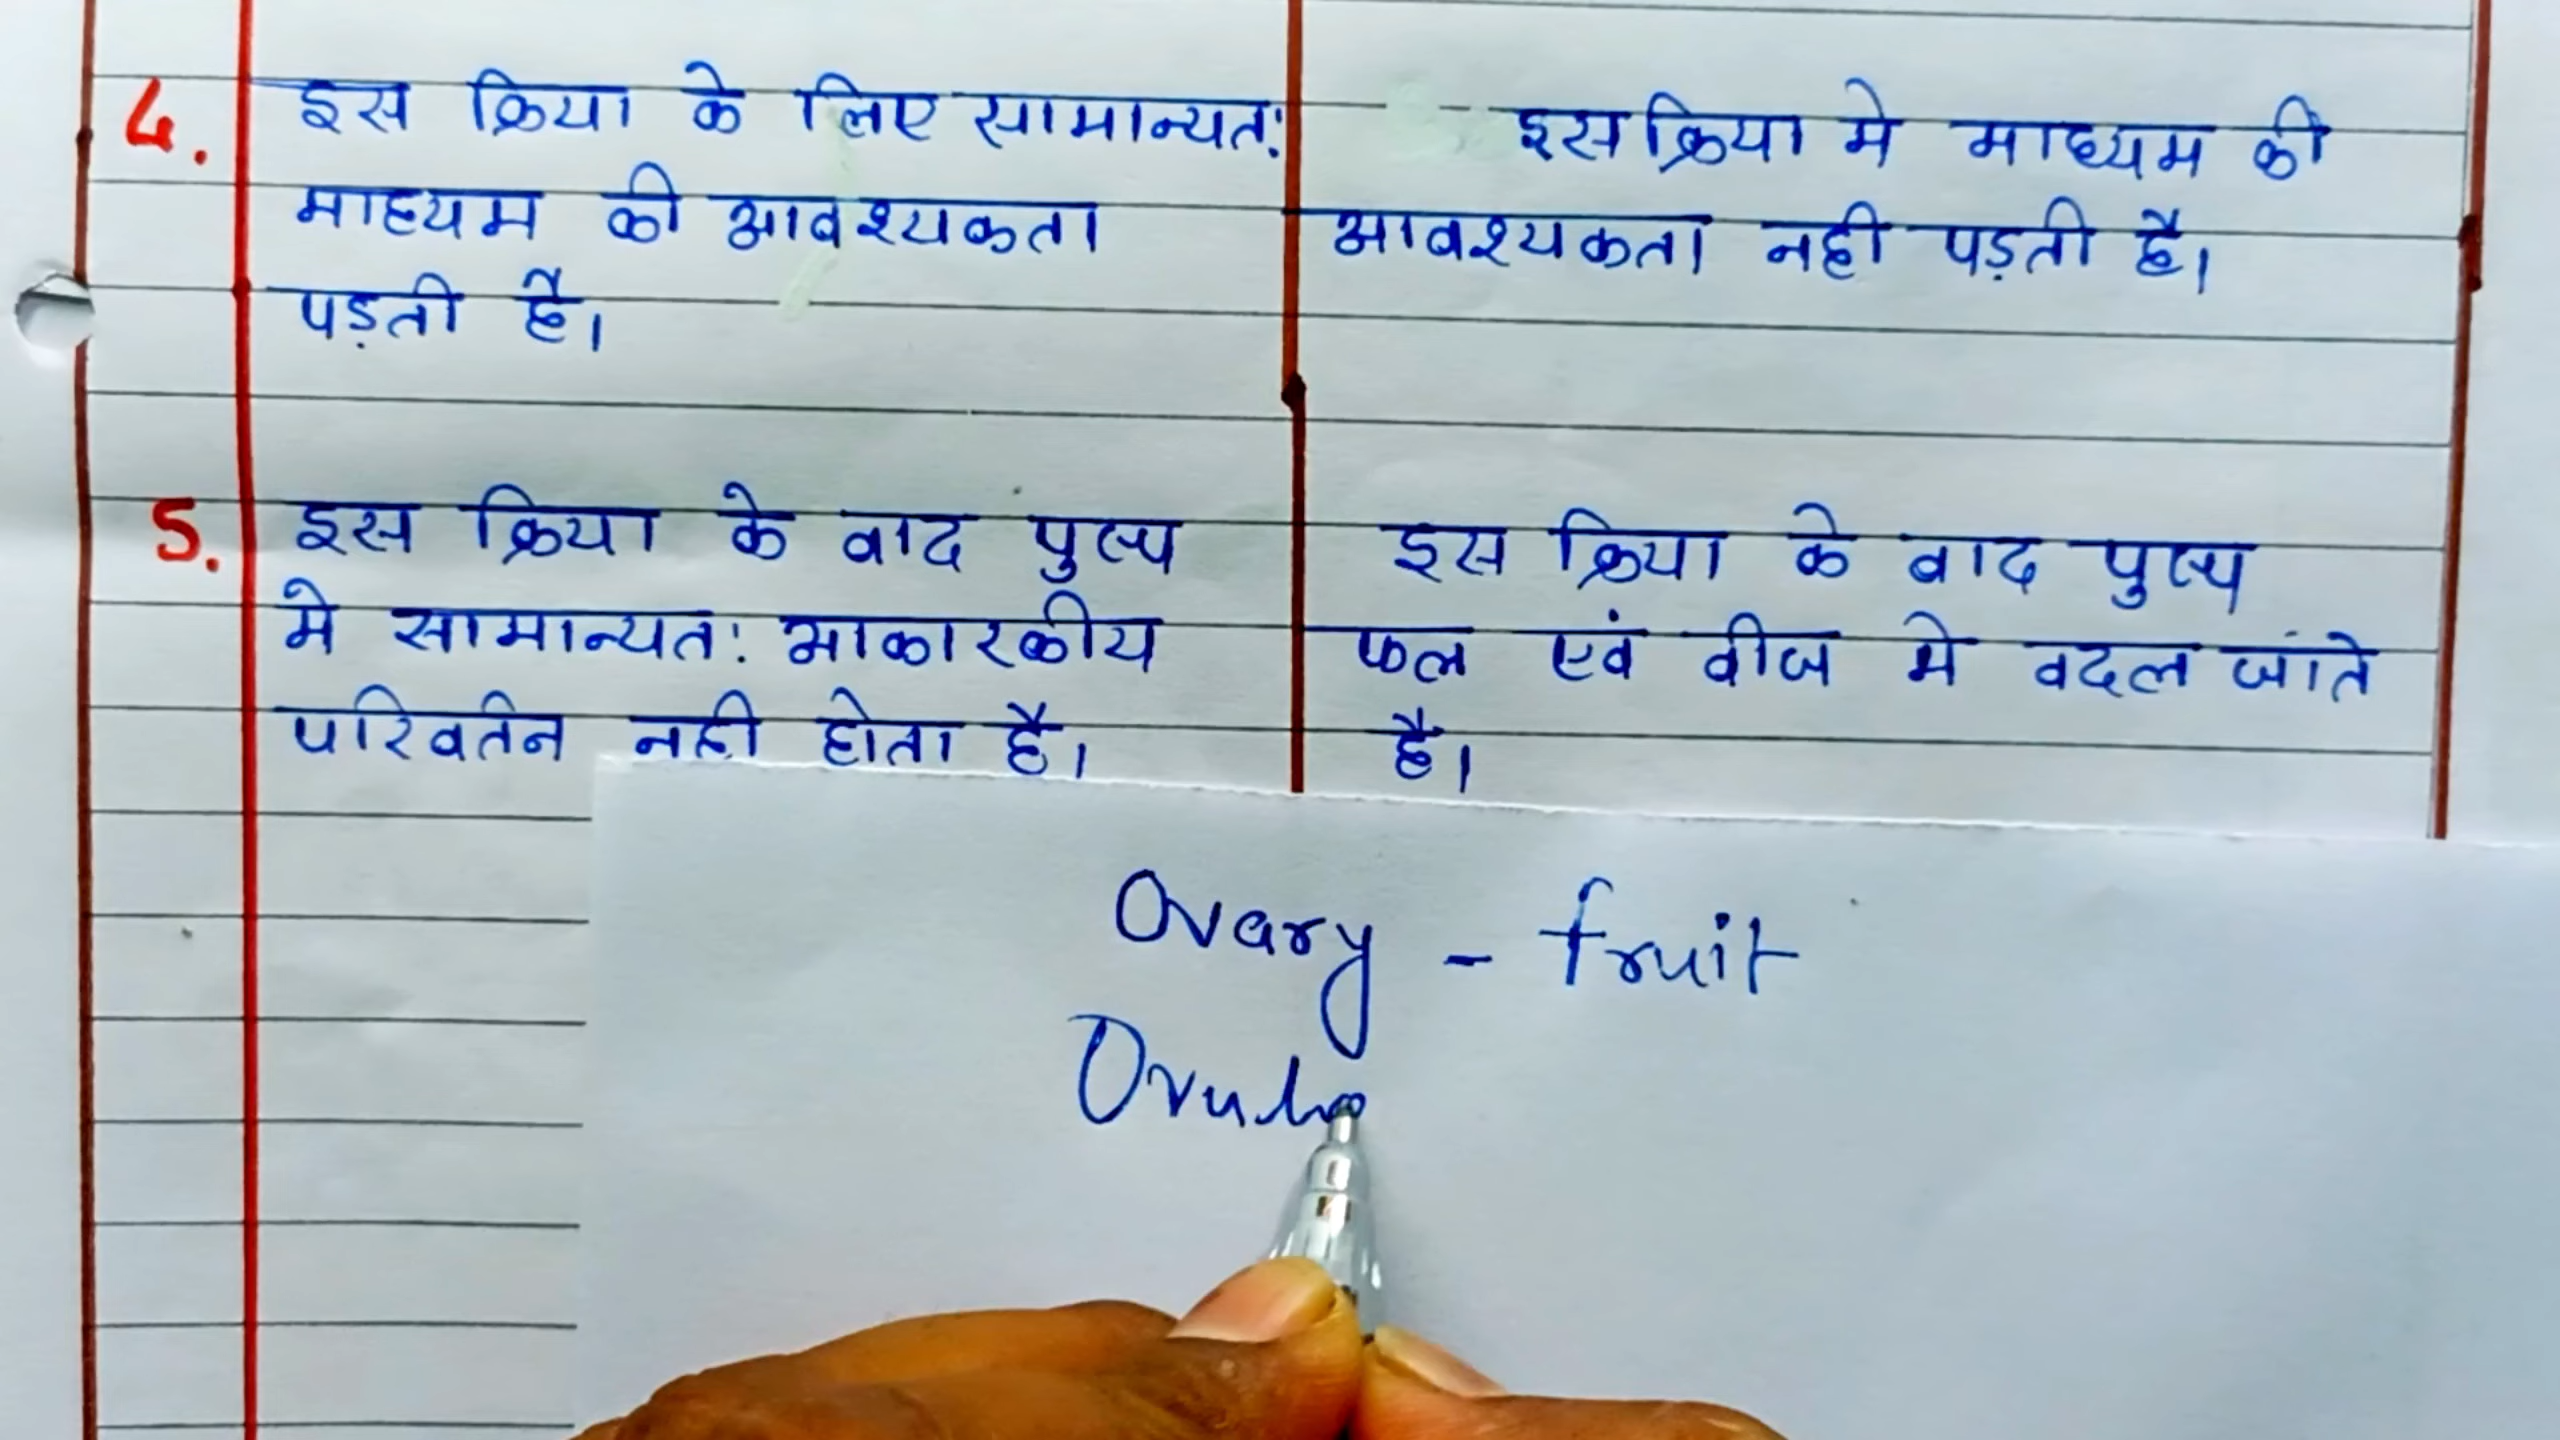 4.
इस क्रिया के लिए सामान्यत:
माध्यम की आवश्यकता
पड़ती है।
इस क्रिया मे माध्यम की
आवश्यकता नही पड़ती है।
5.
इस क्रिया के वाद पुष्प
मे सामान्यत: आकारकीय
परिवर्तन नही होता है।
इस क्रिया के वाद पुष्प
फल एवं वीज मे वदल जाते
है।
Ovary - fruit
Ovule